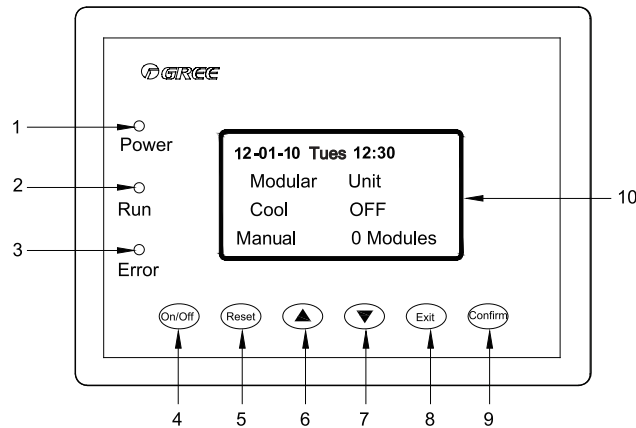 GREE
1
Power
2
Run
3
Error
12-01-10 Tues 12:30
Modular Unit
Cool OFF
Manual 0 Modules
10
On/Off Reset ▲ ▼ Exit Confirm
4 5 6 7 8 9